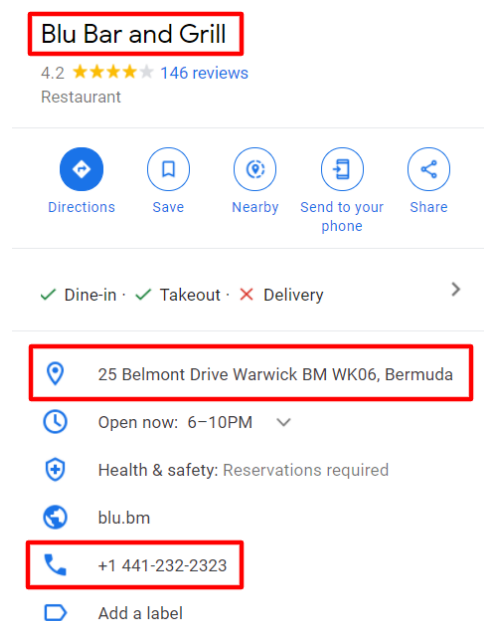 Blu Bar and Grill
4.2 146 reviews
Restaurant
Directions Save Nearby Send to your phone Share
Dine-in · Takeout · Delivery
25 Belmont Drive Warwick BM WK06, Bermuda
Open now: 6–10PM
Health & safety: Reservations required
blu.bm
+1 441-232-2323
Add a label